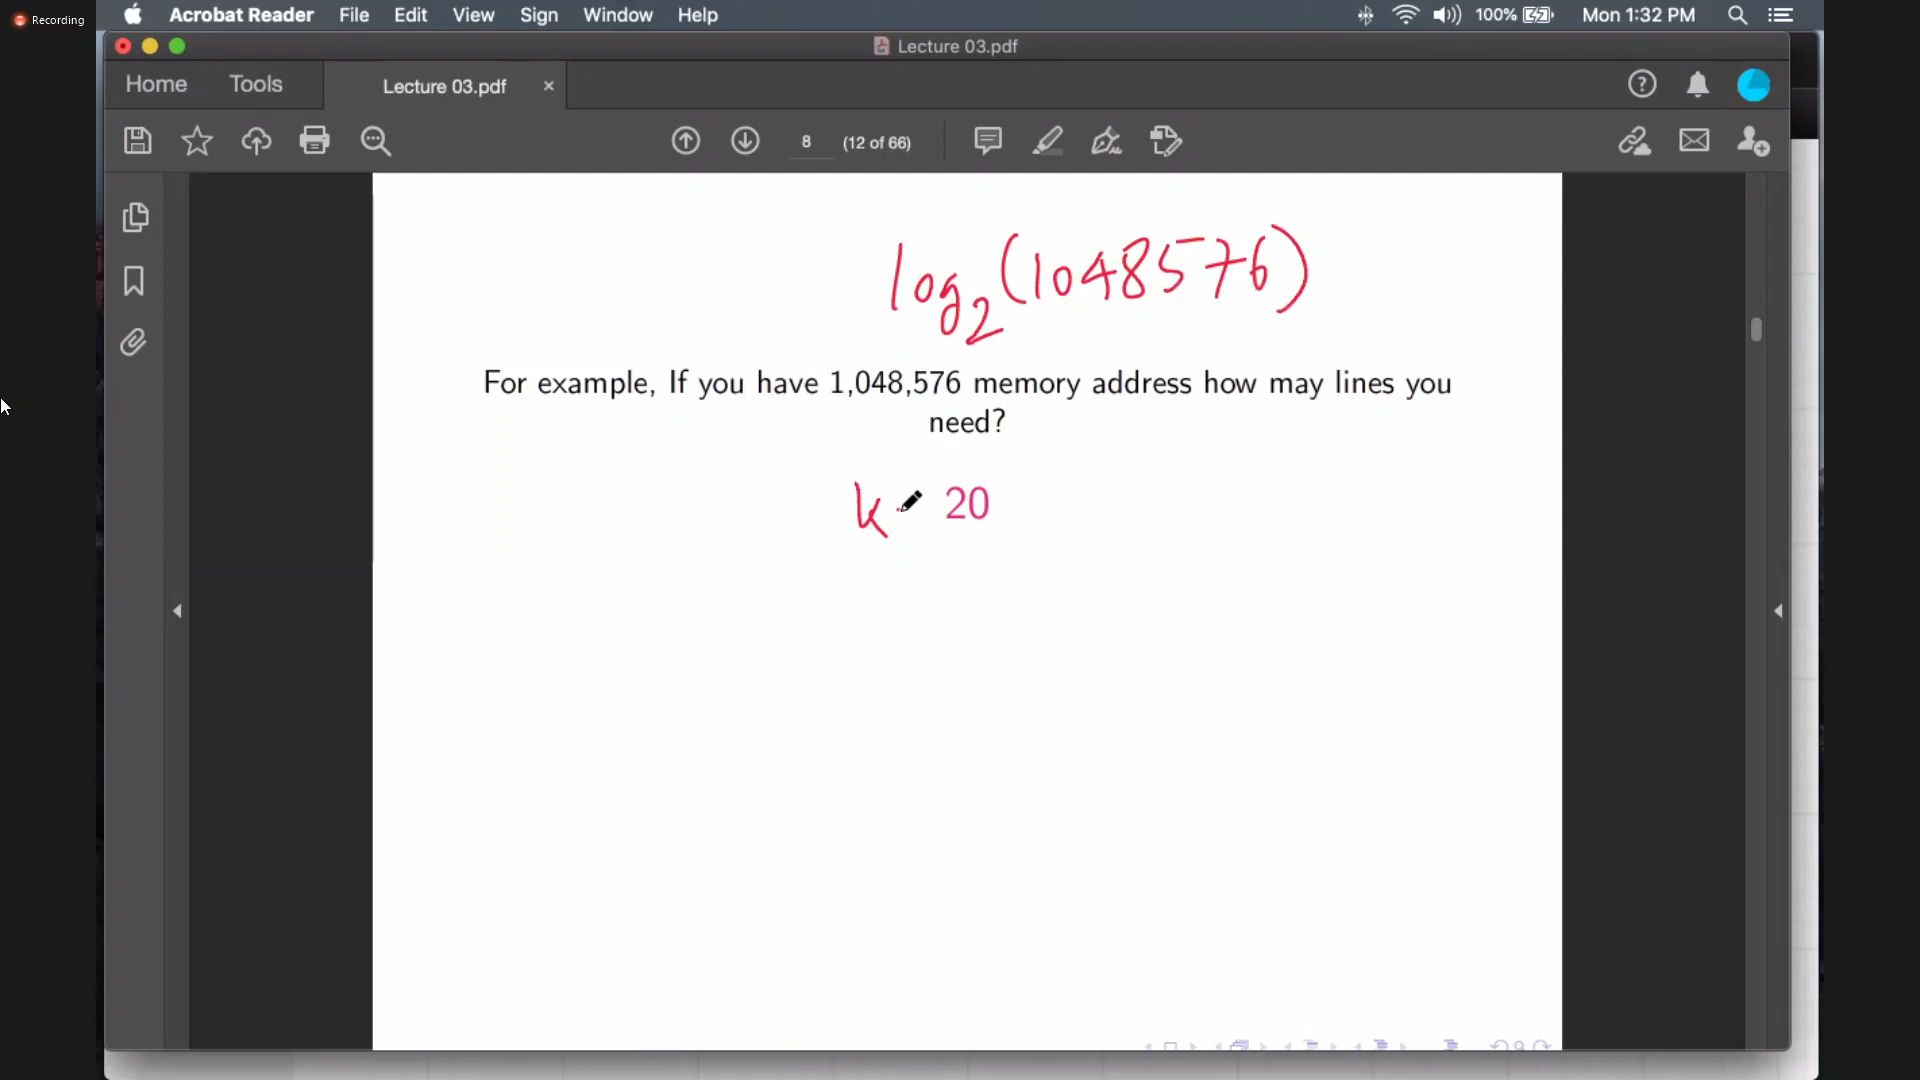 Recording
Acrobat Reader File Edit View Sign Window Help 100% Mon 1:32 PM
Lecture 03.pdf
Home Tools Lecture 03.pdf ×
8 (12 of 66)
log2(1048576)
For example, If you have 1,048,576 memory address how may lines you
need?
k 20